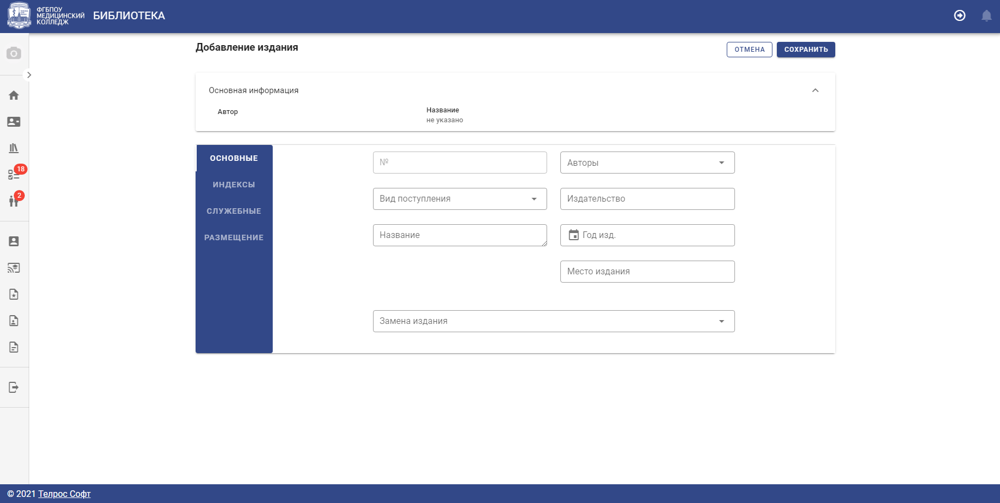 ФГБПОУ
МЕДИЦИНСКИЙ
КОЛЛЕДЖ
БИБЛИОТЕКА
Добавление издания
ОТМЕНА
СОХРАНИТЬ
Основная информация
Автор
Название
не указано
18
2
ОСНОВНЫЕ
ИНДЕКСЫ
СЛУЖЕБНЫЕ
РАЗМЕЩЕНИЕ
№
Авторы
Вид поступления
Издательство
Название
Год изд.
Место издания
Замена издания
© 2021 Телрос Софт